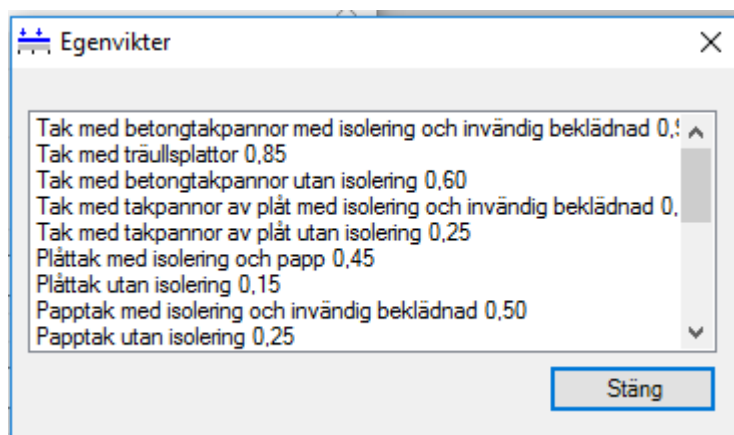 Egenvikter
Tak med betongtakpannor med isolering och invändig beklädnad 0,
Tak med träullsplattor 0,85
Tak med betongtakpannor utan isolering 0,60
Tak med takpannor av plåt med isolering och invändig beklädnad 0,
Tak med takpannor av plåt utan isolering 0,25
Plåttak med isolering och papp 0,45
Plåttak utan isolering 0,15
Papptak med isolering och invändig beklädnad 0,50
Papptak utan isolering 0,25
Stäng